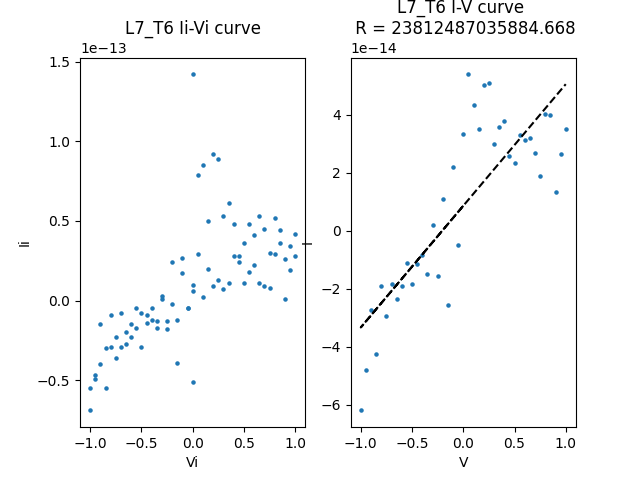 L7_T6 Ii-Vi curve
1e−13
1.5
1.0
0.5
0.0
−0.5
Ii
−1.0 −0.5 0.0 0.5 1.0
Vi
L7_T6 I-V curve
R = 23812487035884.668
1e−14
4
2
0
−2
−4
−6
I
−1.0 −0.5 0.0 0.5 1.0
V